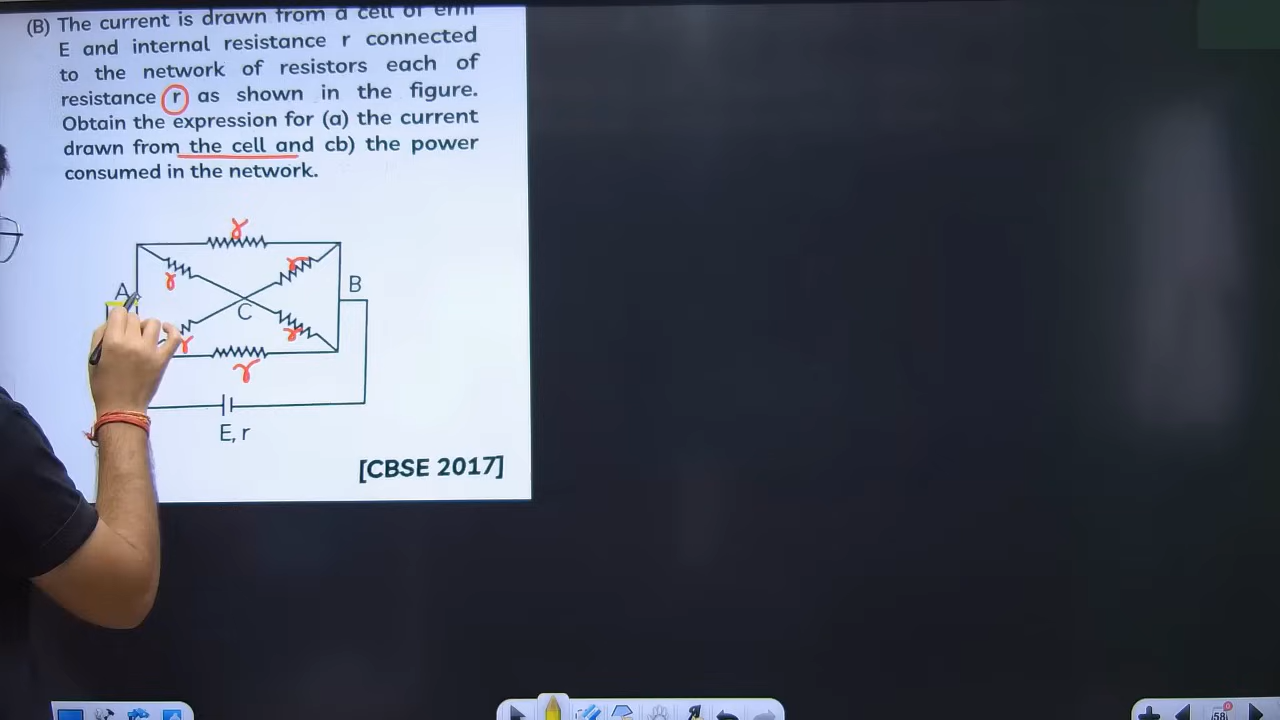 (B) The current is drawn from a cell of emf
E and internal resistance r connected
to the network of resistors each of
resistance r as shown in the figure.
Obtain the expression for (a) the current
drawn from the cell and cb) the power
consumed in the network.
r
r r
A B
C
r r
r
E, r
[CBSE 2017]
58